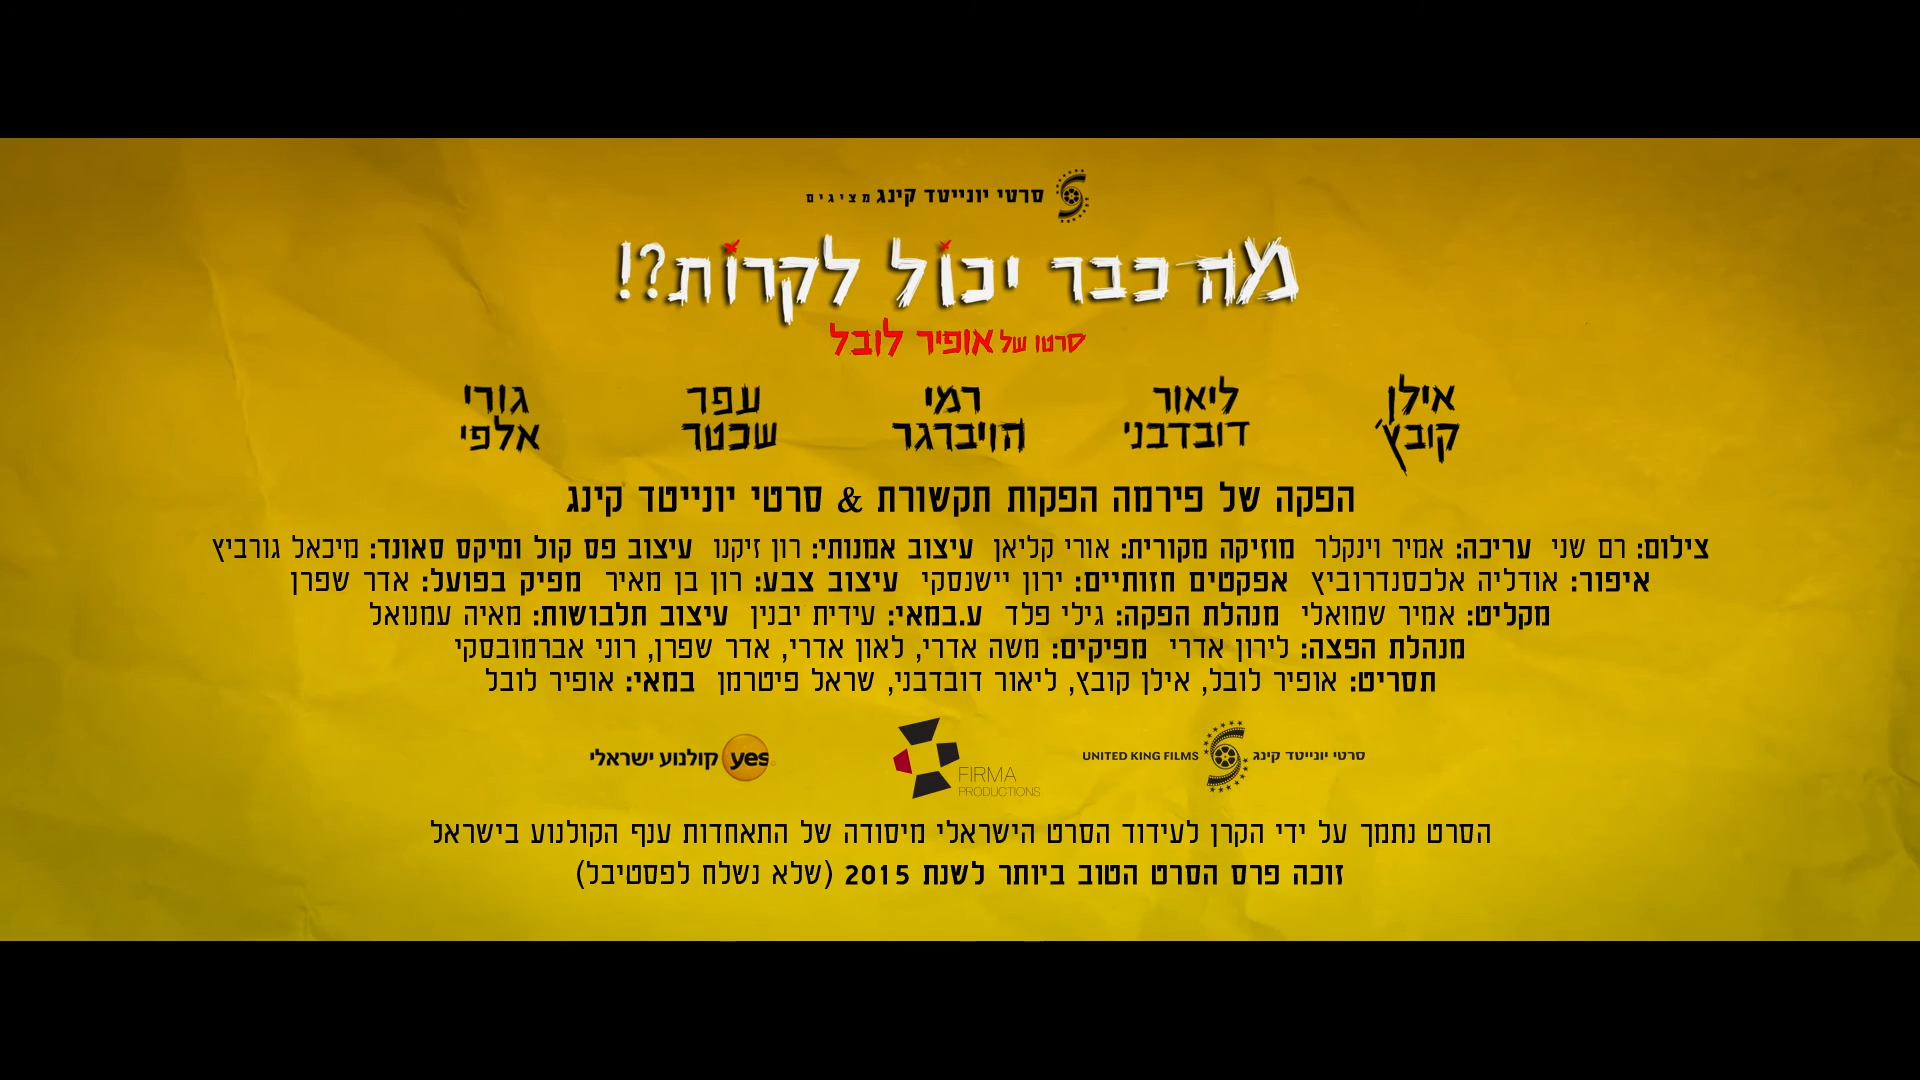 סרטי יונייטד קינג מציגים
מה כבר יכול לקרות?!
סרטו של אופיר לובל
אילן קובץ' ליאור דובדבני רמי הויברגר עפר שכטר גורי אלפי
הפקה של פירמה הפקות תקשורת & סרטי יונייטד קינג
צילום: רם שני עריכה: אמיר וינקלר מוזיקה מקורית: אורי קליאן עיצוב אמנותי: רון זיקנו עיצוב פס קול ומיקס סאונד: מיכאל גורביץ
איפור: אודליה אלכסנדרוביץ אפקטים חזותיים: ירון יישנסקי עיצוב צבע: רון בן מאיר מפיק בפועל: אדר שפרן
מקליט: אמיר שמואלי מנהלת הפקה: גילי פלד ע.במאי: עידית יבנין עיצוב תלבושות: מאיה עמנואל
מנהלת הפצה: לירון אדרי מפיקים: משה אדרי, לאון אדרי, אדר שפרן, רוני אברמובסקי
תסריט: אופיר לובל, אילן קובץ, ליאור דובדבני, שראל פיטרמן במאי: אופיר לובל
סרטי יונייטד קינג UNITED KING FILMS
FIRMA
PRODUCTIONS
yes קולנוע ישראלי
הסרט נתמך על ידי הקרן לעידוד הסרט הישראלי מיסודה של התאחדות ענף הקולנוע בישראל
זוכה פרס הסרט הטוב ביותר לשנת 2015 (שלא נשלח לפסטיבל)